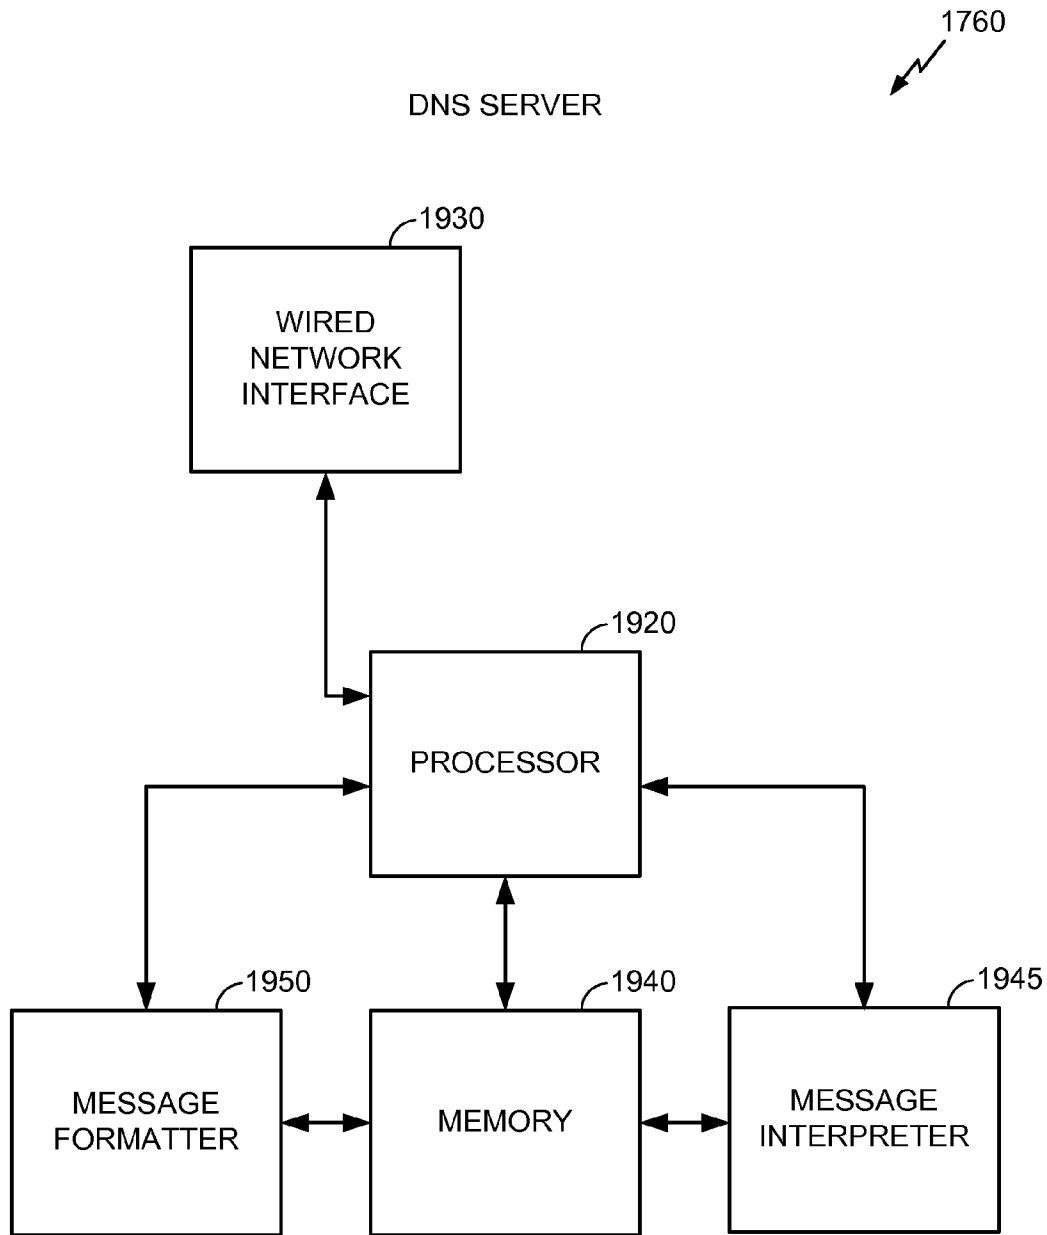 1760
DNS SERVER
1930
WIRED
NETWORK
INTERFACE
1920
PROCESSOR
1950
1940
1945
MESSAGE
FORMATTER
MEMORY
MESSAGE
INTERPRETER